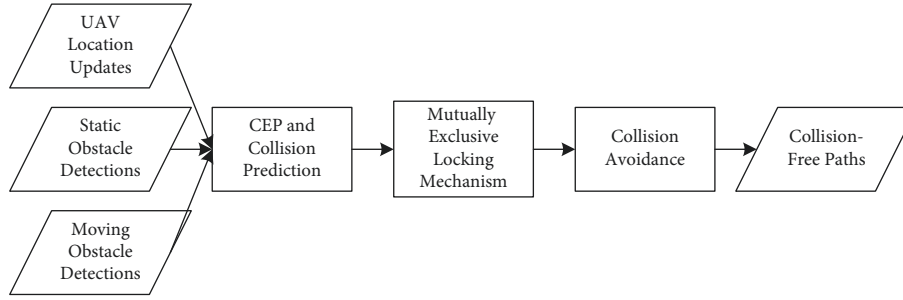 UAV
Location
Updates
Static
Obstacle
Detections
Moving
Obstacle
Detections
CEP and
Collision
Prediction
Mutually
Exclusive
Locking
Mechanism
Collision
Avoidance
Collision-
Free Paths